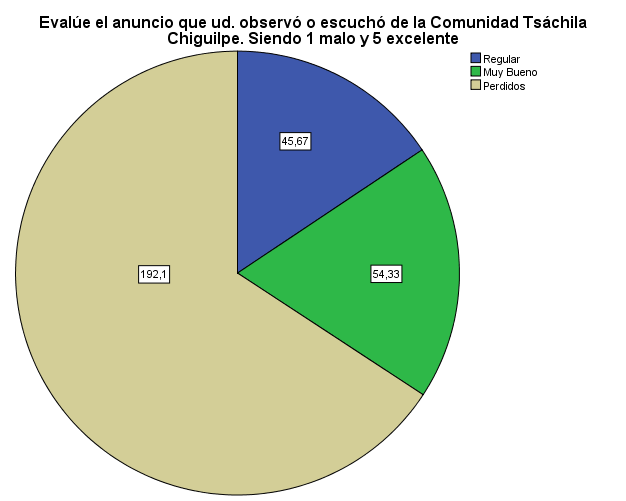 Evalúe el anuncio que ud. observó o escuchó de la Comunidad Tsáchila
Chiguilpe. Siendo 1 malo y 5 excelente
Regular
Muy Bueno
Perdidos
45,67
192,1
54,33